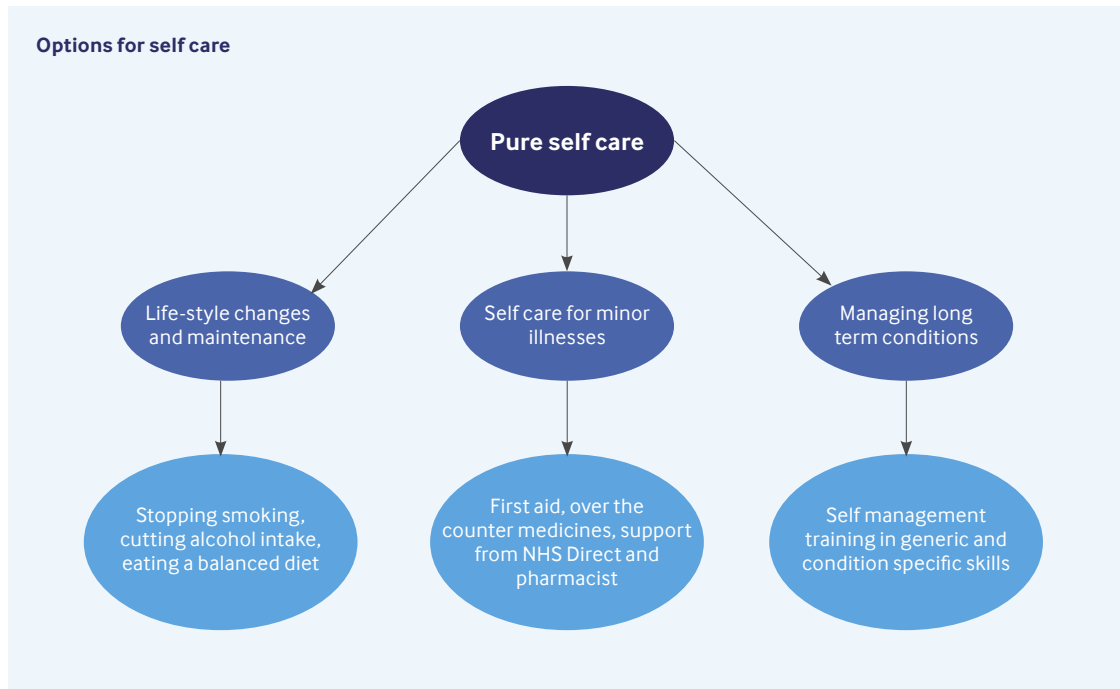 Options for self care
Pure self care
Life-style changes
and maintenance
Self care for minor
illnesses
Managing long
term conditions
Stopping smoking,
cutting alcohol intake,
eating a balanced diet
First aid, over the
counter medicines, support
from NHS Direct and
pharmacist
Self management
training in generic and
condition specific skills